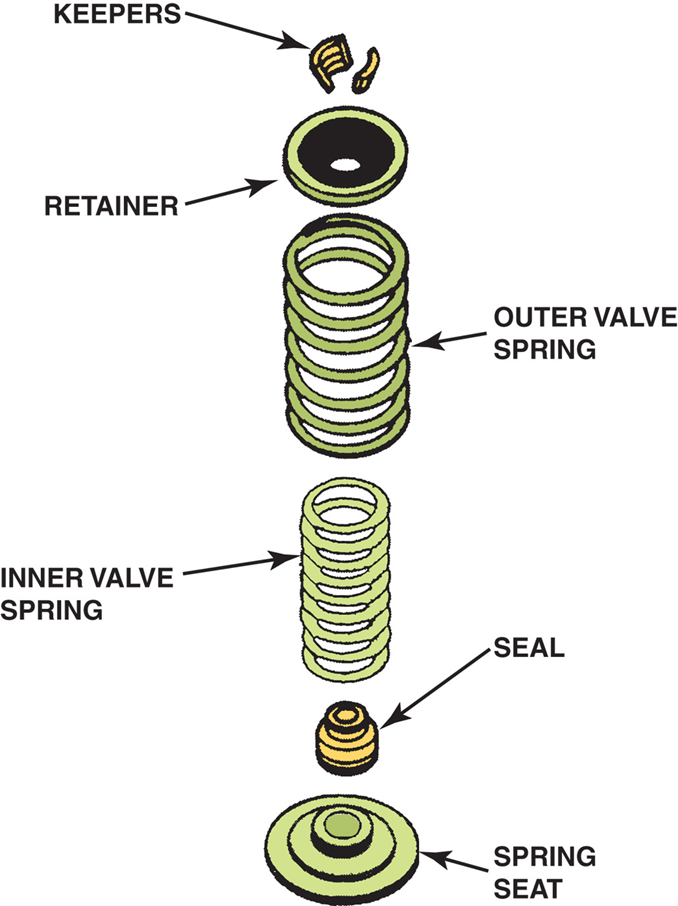 KEEPERS
RETAINER
OUTER VALVE
SPRING
INNER VALVE
SPRING
SEAL
SPRING
SEAT